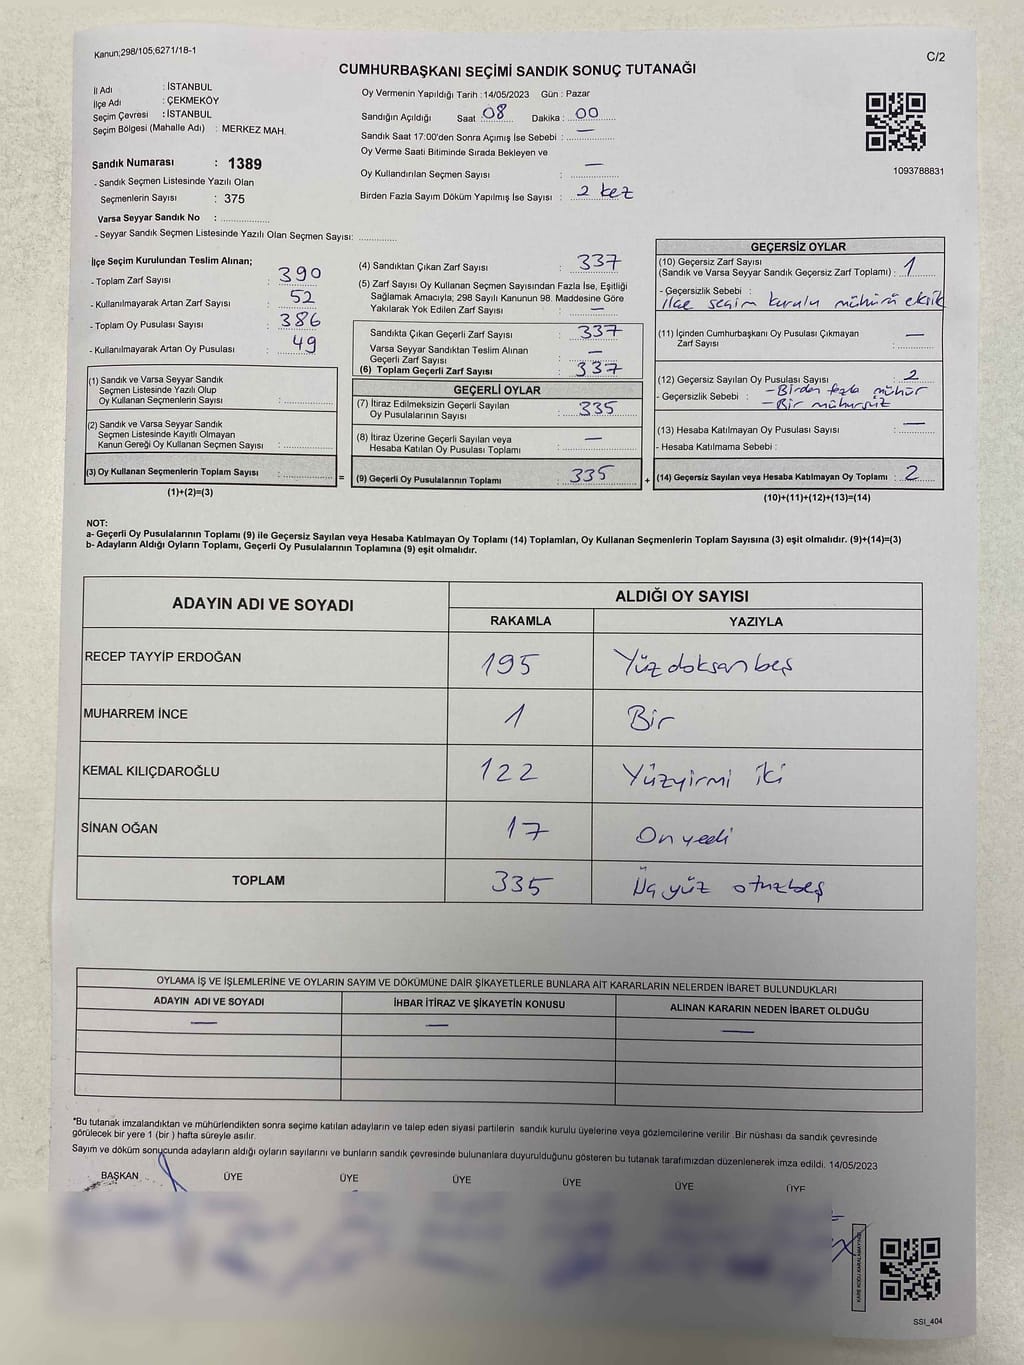 Kanun;298/105;6271/18-1
C/2
CUMHURBAŞKANI SEÇİMİ SANDIK SONUÇ TUTANAĞI
İl Adı : İSTANBUL
İlçe Adı : ÇEKMEKÖY
Seçim Çevresi : İSTANBUL
Seçim Bölgesi (Mahalle Adı) : MERKEZ MAH.
Sandık Numarası : 1389
- Sandık Seçmen Listesinde Yazılı Olan
Seçmenlerin Sayısı : 375
Varsa Seyyar Sandık No : ..................
- Seyyar Sandık Seçmen Listesinde Yazılı Olan Seçmen Sayısı: .............
Oy Vermenin Yapıldığı Tarih :14/05/2023 Gün : Pazar
Sandığın Açıldığı Saat 08 Dakika : 00
Sandık Saat 17:00'den Sonra Açımış İse Sebebi : —
Oy Verme Saati Bitiminde Sırada Bekleyen ve
Oy Kullandırılan Seçmen Sayısı : —
Birden Fazla Sayım Döküm Yapılmış İse Sayısı : 2 kez
1093788831
İlçe Seçim Kurulundan Teslim Alınan;
- Toplam Zarf Sayısı : 390
- Kullanılmayarak Artan Zarf Sayısı : 52
- Toplam Oy Pusulası Sayısı : 386
- Kullanılmayarak Artan Oy Pusulası : 49
(1) Sandık ve Varsa Seyyar Sandık
Seçmen Listesinde Yazılı Olup
Oy Kullanan Seçmenlerin Sayısı : ..............
(2) Sandık ve Varsa Seyyar Sandık
Seçmen Listesinde Kayıtlı Olmayan
Kanun Gereği Oy Kullanan Seçmen Sayısı : ..............
(3) Oy Kullanan Seçmenlerin Toplam Sayısı : ..............
(1)+(2)=(3)
(4) Sandıktan Çıkan Zarf Sayısı : 337
(5) Zarf Sayısı Oy Kullanan Seçmen Sayısından Fazla İse, Eşitliği
Sağlamak Amacıyla; 298 Sayılı Kanunun 98. Maddesine Göre
Yakılarak Yok Edilen Zarf Sayısı : —
Sandıkta Çıkan Geçerli Zarf Sayısı : 337
Varsa Seyyar Sandıktan Teslim Alınan
Geçerli Zarf Sayısı : —
(6) Toplam Geçerli Zarf Sayısı : 337
GEÇERLİ OYLAR
(7) İtiraz Edilmeksizin Geçerli Sayılan
Oy Pusulalarının Sayısı : 335
(8) İtiraz Üzerine Geçerli Sayılan veya
Hesaba Katılan Oy Pusulası Toplamı : —
= (9) Geçerli Oy Pusulalarının Toplamı : 335 +
GEÇERSİZ OYLAR
(10) Geçersiz Zarf Sayısı
(Sandık ve Varsa Seyyar Sandık Geçersiz Zarf Toplamı) : 1
- Geçersizlik Sebebi :
ilçe seçim kurulu mühürü eksik
(11) İçinden Cumhurbaşkanı Oy Pusulası Çıkmayan
Zarf Sayısı : —
(12) Geçersiz Sayılan Oy Pusulası Sayısı : 2
- Geçersizlik Sebebi : -Birden fazla mühür
- Bir mühürsüz
(13) Hesaba Katılmayan Oy Pusulası Sayısı : —
- Hesaba Katılmama Sebebi :
(14) Geçersiz Sayılan veya Hesaba Katılmayan Oy Toplamı : 2
(10)+(11)+(12)+(13)=(14)
NOT:
a- Geçerli Oy Pusulalarının Toplamı (9) ile Geçersiz Sayılan veya Hesaba Katılmayan Oy Toplamı (14) Toplamları, Oy Kullanan Seçmenlerin Toplam Sayısına (3) eşit olmalıdır. (9)+(14)=(3)
b- Adayların Aldığı Oyların Toplamı, Geçerli Oy Pusulalarının Toplamına (9) eşit olmalıdır.
ADAYIN ADI VE SOYADI
ALDIĞI OY SAYISI
RAKAMLA YAZIYLA
RECEP TAYYİP ERDOĞAN 195 Yüzdoksanbeş
MUHARREM İNCE 1 Bir
KEMAL KILIÇDAROĞLU 122 Yüzyirmi iki
SİNAN OĞAN 17 On yedi
TOPLAM 335 Üç yüz otuzbeş
OYLAMA İŞ VE İŞLEMLERİNE VE OYLARIN SAYIM VE DÖKÜMÜNE DAİR ŞİKAYETLERLE BUNLARA AİT KARARLARIN NELERDEN İBARET BULUNDUKLARI
ADAYIN ADI VE SOYADI İHBAR İTİRAZ VE ŞİKAYETİN KONUSU ALINAN KARARIN NEDEN İBARET OLDUĞU
— — —
*Bu tutanak imzalandıktan ve mühürlendikten sonra seçime katılan adayların ve talep eden siyasi partilerin sandık kurulu üyelerine veya gözlemcilerine verilir .Bir nüshası da sandık çevresinde
görülecek bir yere 1 (bir ) hafta süreyle asılır.
Sayım ve döküm sonucunda adayların aldığı oyların sayılarını ve bunların sandık çevresinde bulunanlara duyurulduğunu gösteren bu tutanak tarafımızdan düzenlenerek imza edildi. 14/05/2023
BAŞKAN ÜYE ÜYE ÜYE ÜYE ÜYE ÜYE
KARE KODU KARALAMAYINIZ
SSI_404